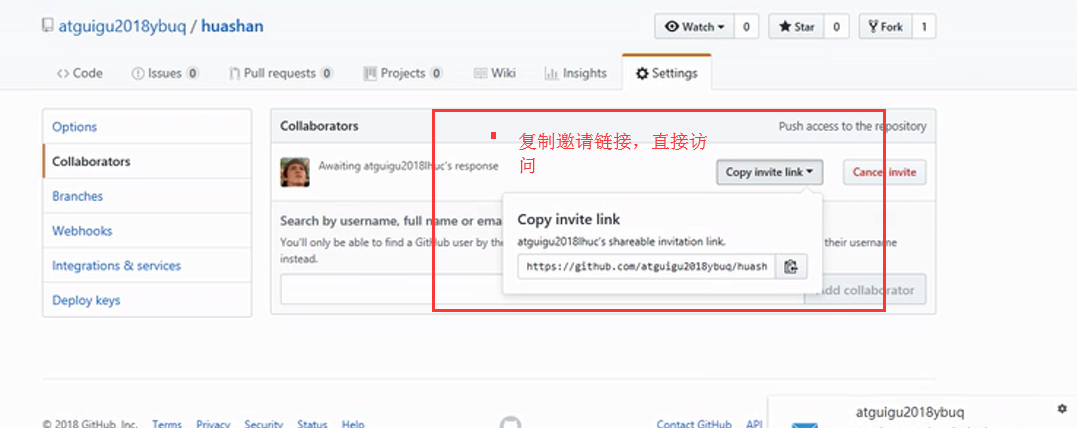 atguigu2018ybuq / huashan
Watch 0 Star 0 Fork 1
Code Issues 0 Pull requests 0 Projects 0 Wiki Insights Settings
Options
Collaborators
Branches
Webhooks
Integrations & services
Deploy keys
Collaborators Push access to the repository
复制邀请链接，直接访
问
Awaiting atguigu2018lhuc's response Copy invite link Cancel invite
Copy invite link
atguigu2018lhuc's shareable invitation link.
https://github.com/atguigu2018ybuq/huash
Search by username, full name or
You'll only be able to find a GitHub user by their username
instead.
Add collaborator
© 2018 GitHub, Inc. Terms Privacy Security Status Help Contact GitHub API
atguigu2018ybuq